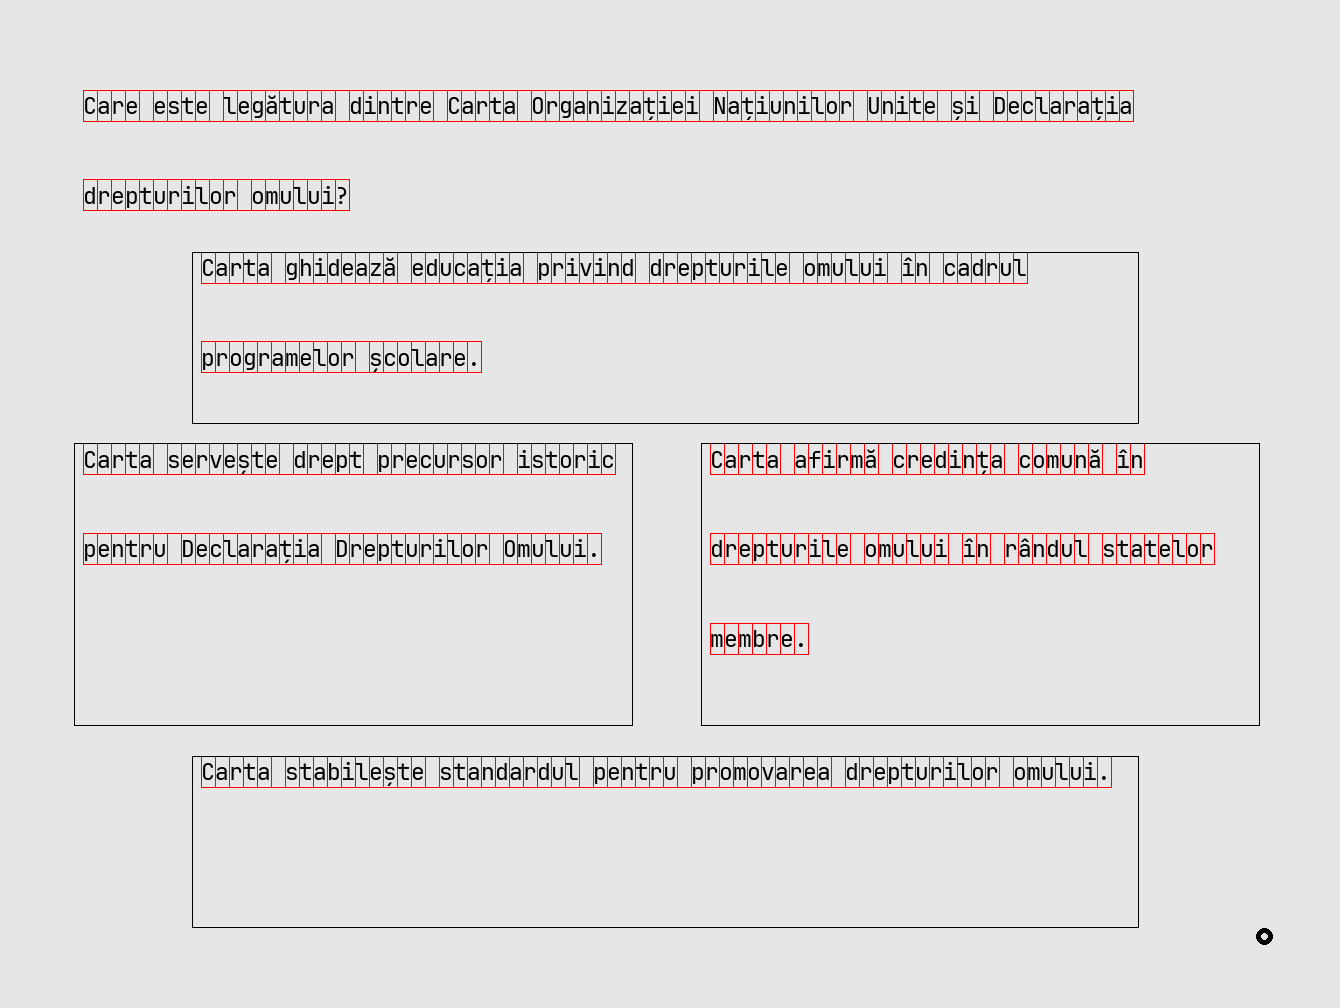 Care este legătura dintre Carta Organizației Națiunilor Unite și Declarația
drepturilor omului?
Carta ghidează educația privind drepturile omului în cadrul
programelor școlare.
Carta servește drept precursor istoric
pentru Declarația Drepturilor Omului.
Carta afirmă credința comună în
drepturile omului în rândul statelor
membre.
Carta stabilește standardul pentru promovarea drepturilor omului.